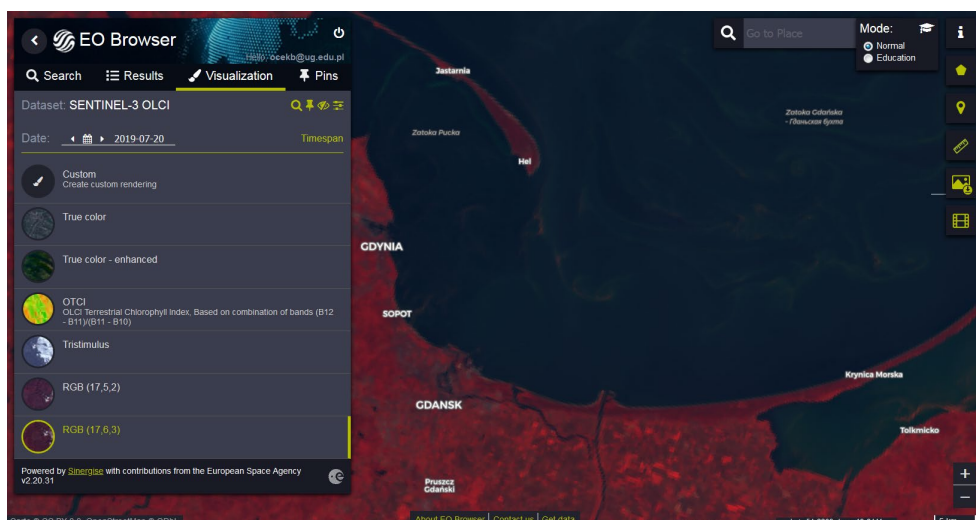 EO Browser
Hello, ocekb@ug.edu.pl
Search
Results
Visualization
Pins
Dataset: SENTINEL-3 OLCI
Date: 2019-07-20
Timespan
Custom
Create custom rendering
True color
True color - enhanced
OTCI
OLCI Terrestrial Chlorophyll Index, Based on combination of bands (B12
- B11)/(B11 - B10)
Tristimulus
RGB (17,5,2)
RGB (17,6,3)
Powered by Sinergise with contributions from the European Space Agency
v2.20.31
Go to Place
Mode:
Normal
Education
Jastarnia
Zatoka Pucka
Hel
Zatoka Gdańska
- Гданьская бухта
GDYNIA
SOPOT
GDANSK
Krynica Morska
Tolkmicko
Pruszcz
Gdański
About EO Browser | Contact us | Get data